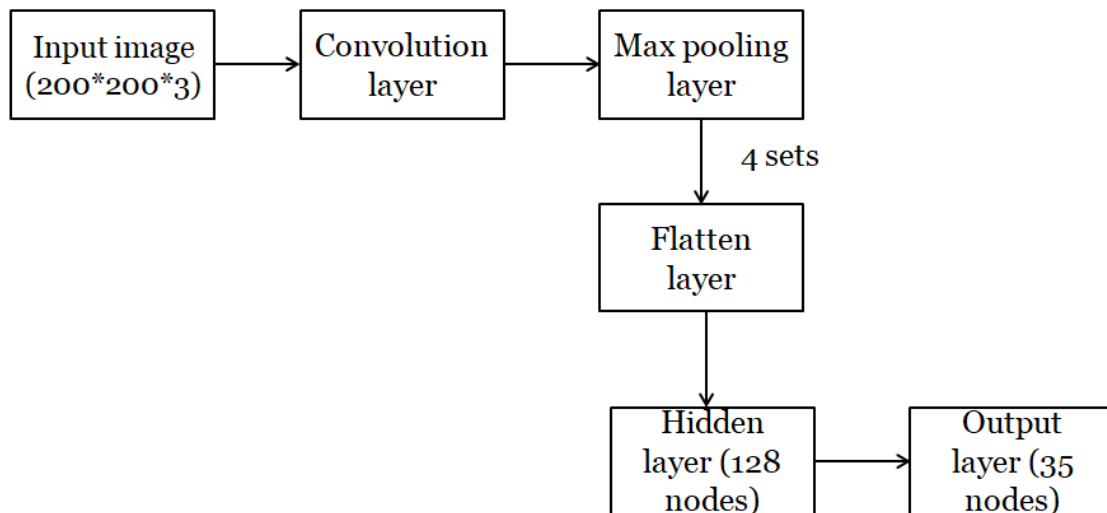 Input image
(200*200*3)
Convolution
layer
Max pooling
layer
4 sets
Flatten
layer
Hidden
layer (128
nodes)
Output
layer (35
nodes)